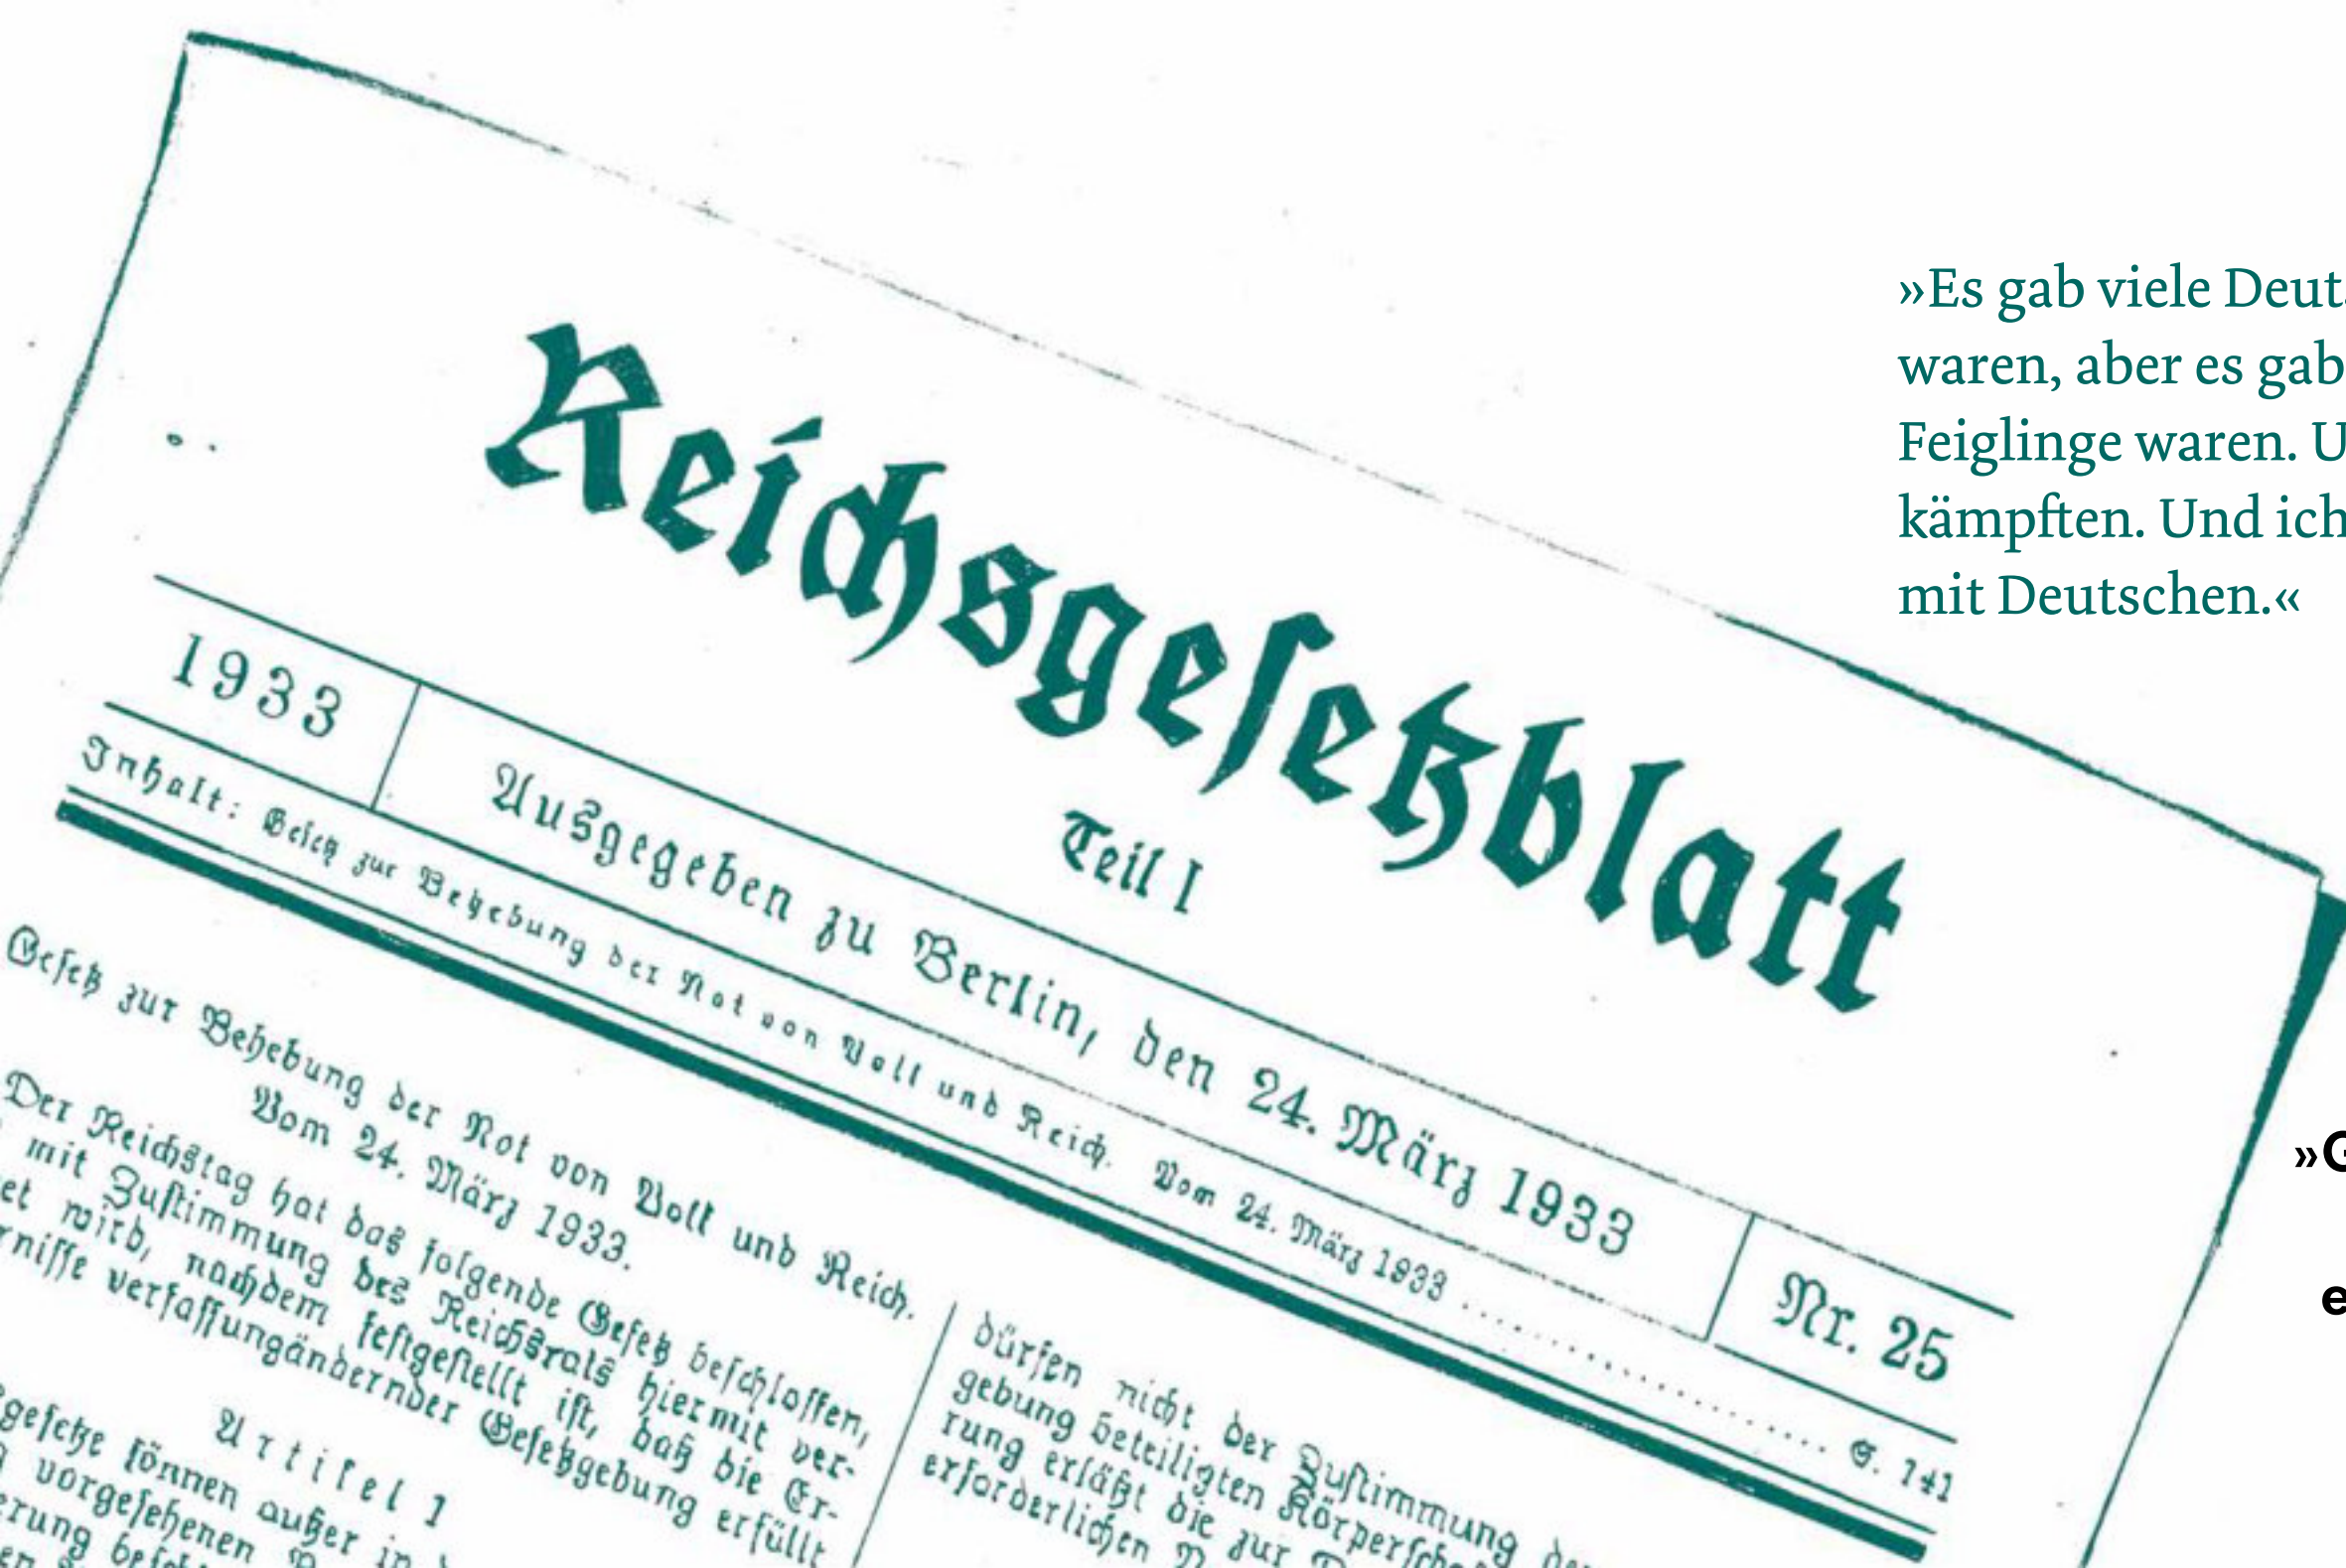 Reichsgesetzblatt
Teil I
1933
Ausgegeben zu Berlin, den 24. März 1933
Nr. 25
Inhalt: Gesetz zur Behebung der Not von Volk und Reich. Vom 24. März 1933 ........................ S. 141
Gesetz zur Behebung der Not von Volk und Reich.
Vom 24. März 1933.
Der Reichstag hat das folgende Gesetz beschlossen,
mit Zustimmung des Reichsrats hiermit ver-
et wird, nachdem festgestellt ist, daß die Er-
rnisse verfassungändernder Gesetzgebung erfüllt
Artikel 1
gesetze können außer in
vorgesehenen
erung
dürfen nicht der Zustimmung der
gebung beteiligten
rung erläßt die zur
erforderlichen
»Es gab viele Deut
waren, aber es gab
Feiglinge waren. U
kämpften. Und ich
mit Deutschen.«
»G
e